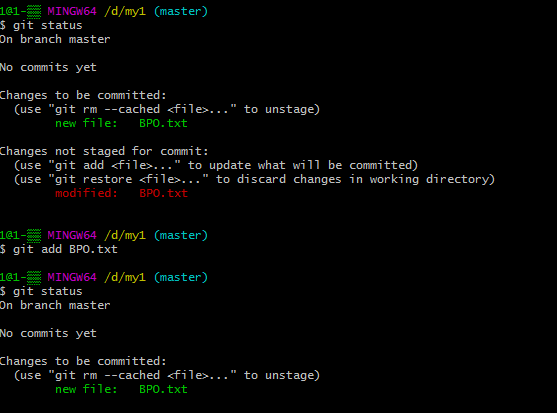 1@1-▒▒ MINGW64 /d/my1 (master)
$ git status
On branch master
No commits yet
Changes to be committed:
(use "git rm --cached <file>..." to unstage)
new file: BPO.txt
Changes not staged for commit:
(use "git add <file>..." to update what will be committed)
(use "git restore <file>..." to discard changes in working directory)
modified: BPO.txt
1@1-▒▒ MINGW64 /d/my1 (master)
$ git add BPO.txt
1@1-▒▒ MINGW64 /d/my1 (master)
$ git status
On branch master
No commits yet
Changes to be committed:
(use "git rm --cached <file>..." to unstage)
new file: BPO.txt